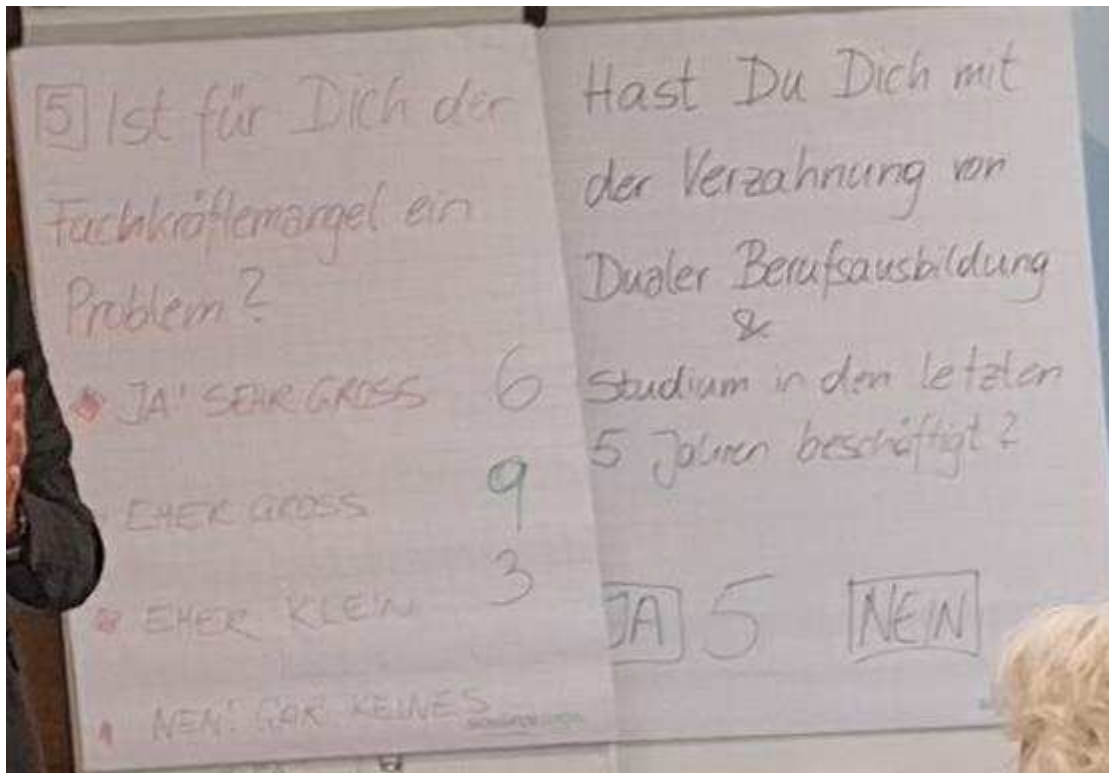 5 Ist für Dich der
Fachkräftemangel ein
Problem?
JA! SEHR GROSS 6
EHER GROSS 9
EHER KLEIN 3
NEIN! GAR KEINES
Hast Du Dich mit
der Verzahnung von
Dualer Berufsausbildung
&
Studium in den letzten
5 Jahren beschäftigt?
JA 5 NEIN